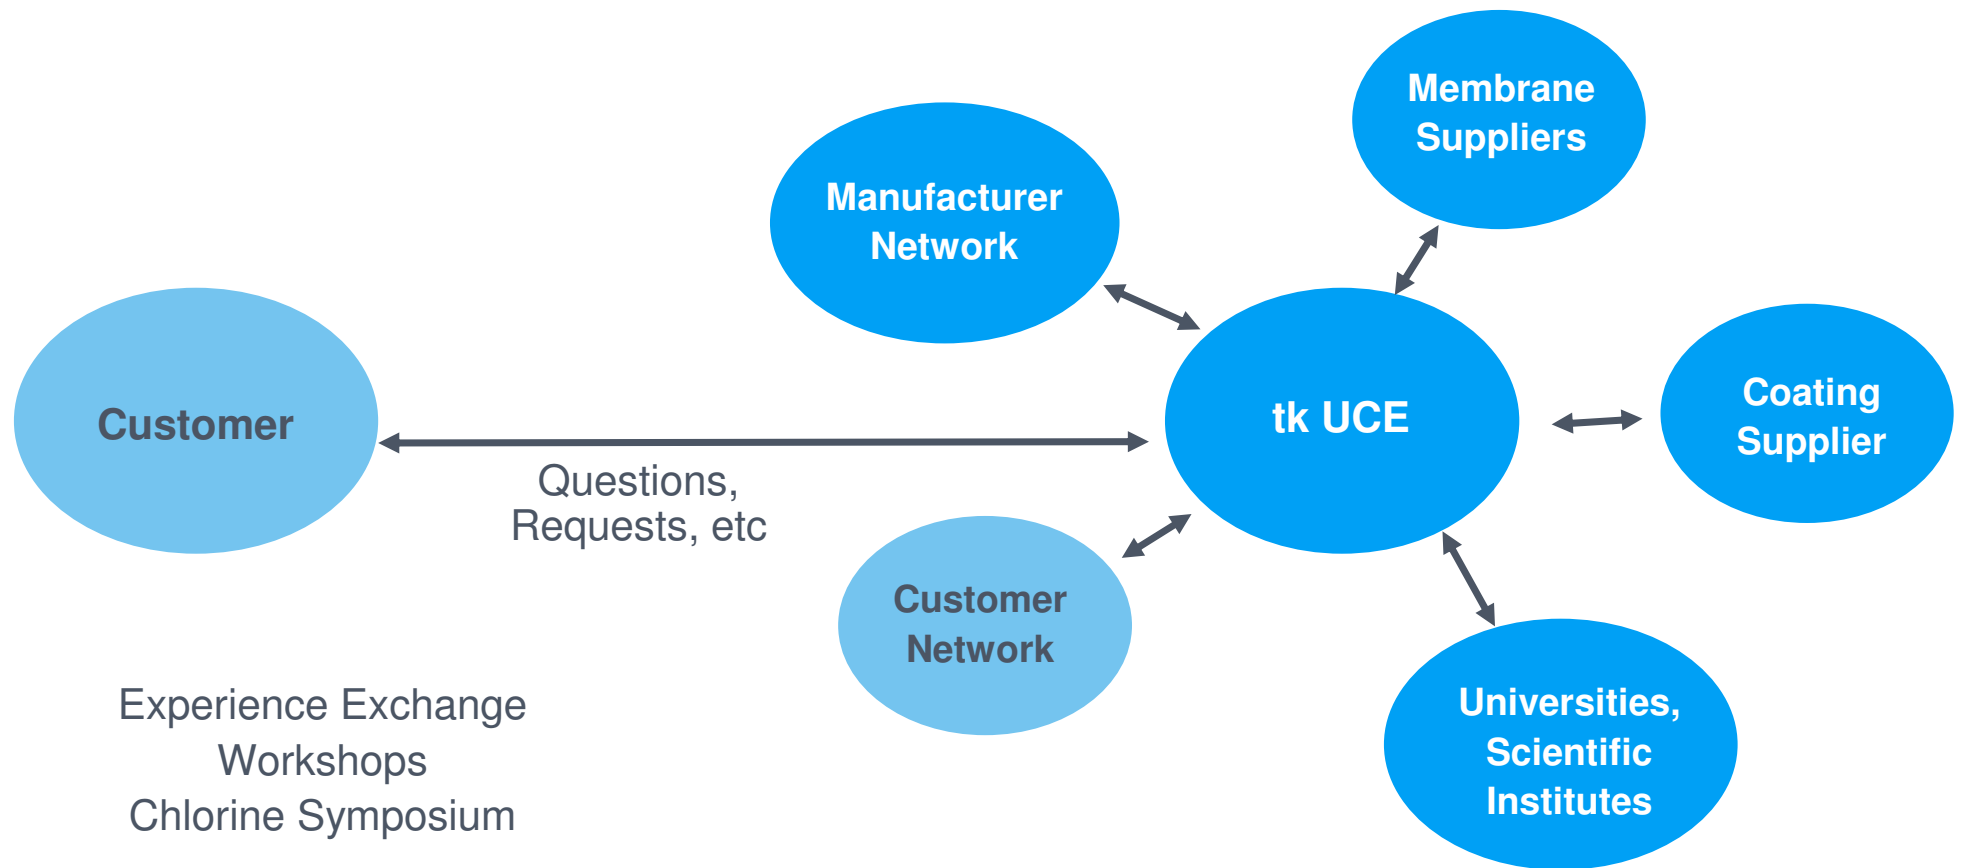 Membrane
Suppliers
Manufacturer
Network
Customer
tk UCE
Coating
Supplier
Questions,
Requests, etc
Customer
Network
Universities,
Scientific
Institutes
Experience Exchange
Workshops
Chlorine Symposium